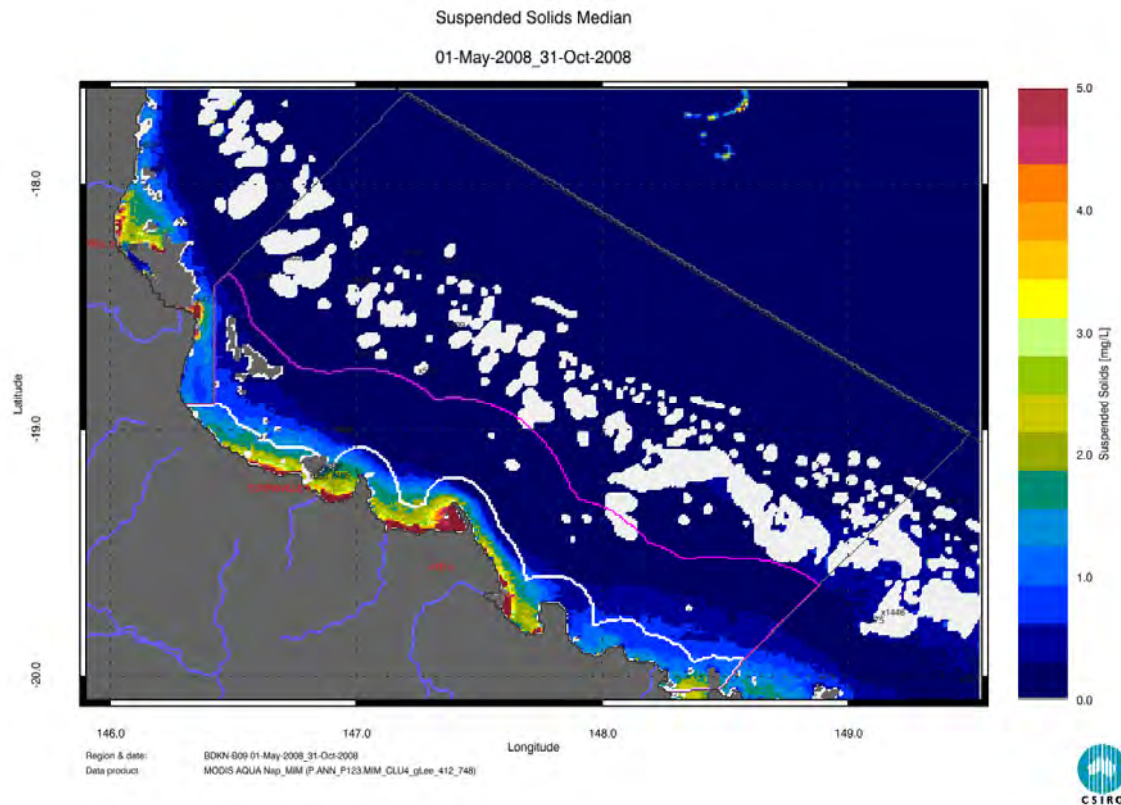 Suspended Solids Median
01-May-2008_31-Oct-2008
5.0
4.0
3.0
2.0
1.0
0.0
Suspended Solids [mg/L]
-18.0
-19.0
-20.0
Latitude
x1446
146.0
147.0
148.0
149.0
Longitude
Region & date: BDKN-B09 01-May-2008_31-Oct-2008
Data product MODIS AQUA Nap_MIM (P.ANN_P123.MIM_CLU4_gLee_412_748)
CSIRO